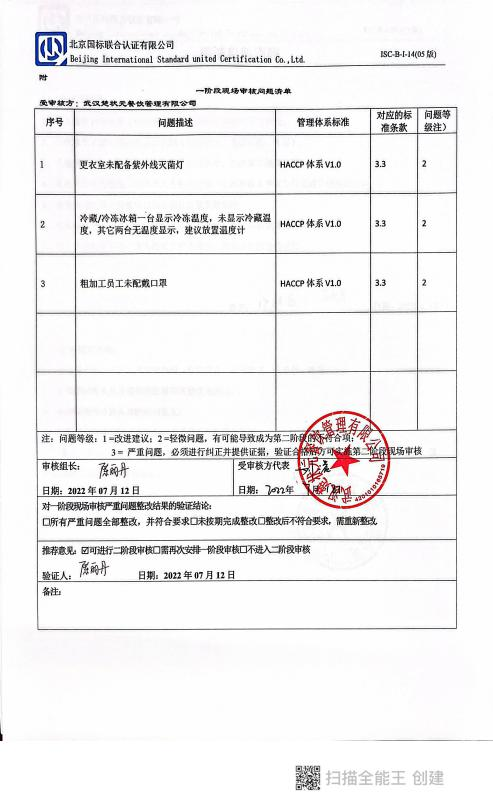 北京国标联合认证有限公司
Beijing International Standard united Certification Co.,Ltd.
ISC-B-I-14(05 版)
附
一阶段现场审核问题清单
受审核方：武汉楚状元餐饮管理有限公司
序号 问题描述 管理体系标准 对应的标准条款 问题等级注）
1 更衣室未配备紫外线灭菌灯 HACCP 体系 V1.0 3.3 2
2 冷藏/冷冻冰箱一台显示冷冻温度，未显示冷藏温度，其它两台无温度显示，建议放置温度计 HACCP 体系 V1.0 3.3 2
3 粗加工员工未配戴口罩 HACCP 体系 V1.0 3.3 2
注：问题等级：1 =改进建议；2 =轻微问题，有可能导致成为第二阶段的不符合项；
3 = 严重问题，必须进行纠正并提供证据，验证合格后方可实施第二阶段现场审核
审核组长： 受审核方代表
日期：2022 年 07 月 12 日 日期：2022年 月
对一阶段现场审核严重问题整改结果的验证结论：
□所有严重问题全部整改，并符合要求□未按期完成整改□整改后不符合要求，需重新整改
推荐意见：☑可进行二阶段审核□需再次安排一阶段审核□不进入二阶段审核
验证人： 日期：2022 年 07 月 12 日
备注：
扫描全能王 创建